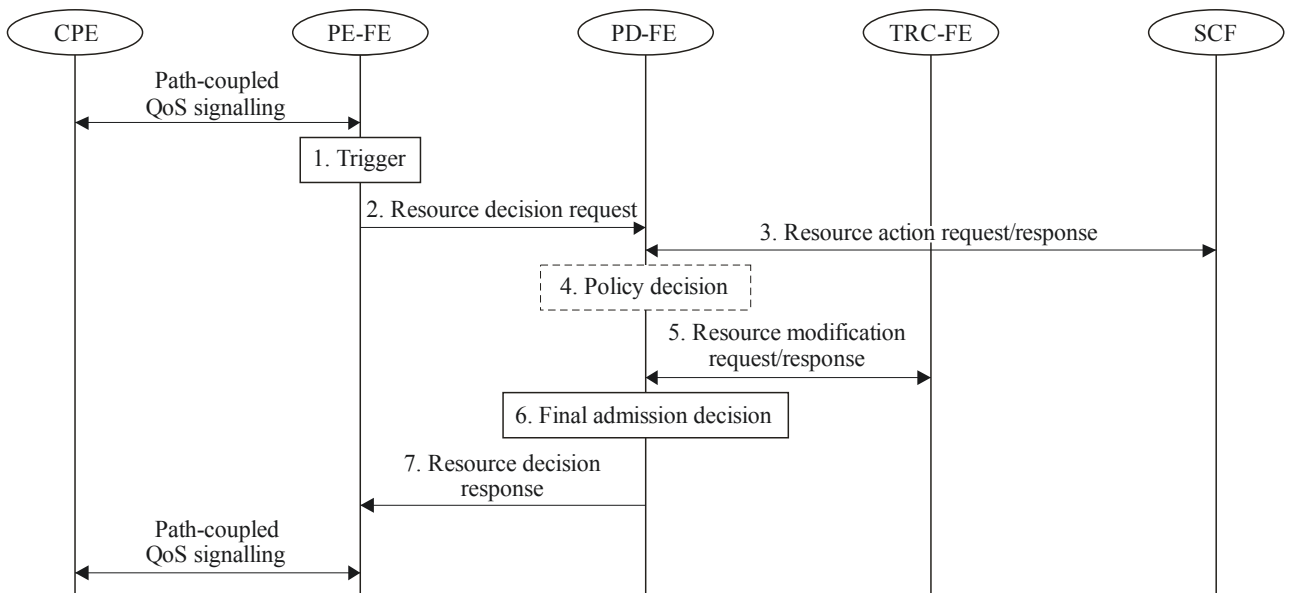 CPE
PE-FE
PD-FE
TRC-FE
SCF
Path-coupled
QoS signalling
1. Trigger
2. Resource decision request
3. Resource action request/response
4. Policy decision
5. Resource modification
request/response
6. Final admission decision
7. Resource decision
response
Path-coupled
QoS signalling